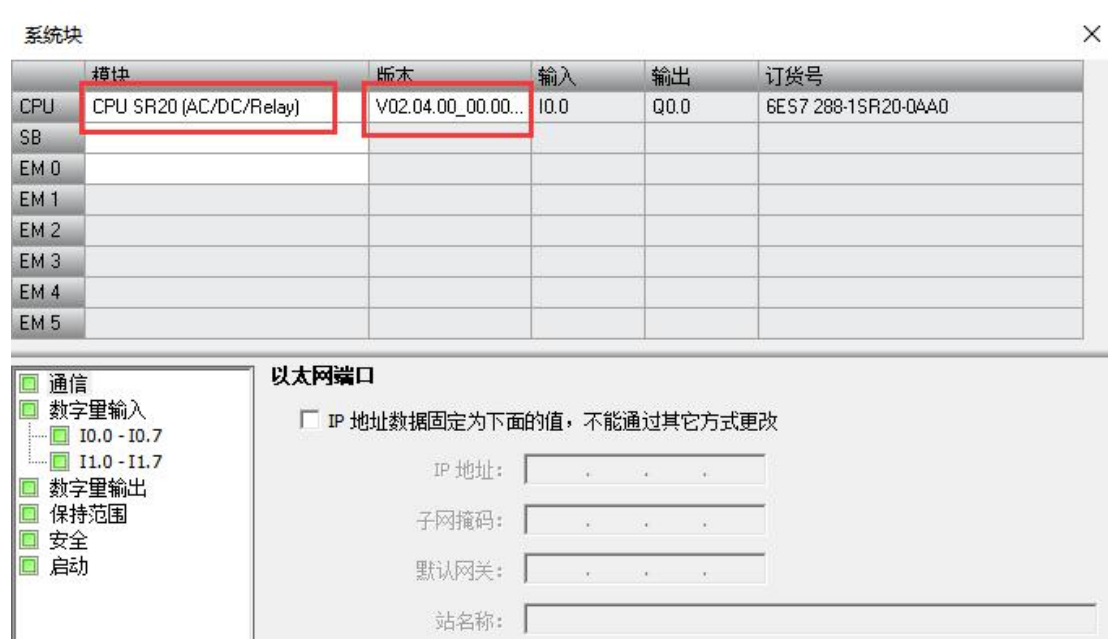 系统块
模块 版本 输入 输出 订货号
CPU CPU SR20 (AC/DC/Relay) V02.04.00_00.00... I0.0 Q0.0 6ES7 288-1SR20-0AA0
SB
EM 0
EM 1
EM 2
EM 3
EM 4
EM 5
通信
数字量输入
I0.0 - I0.7
I1.0 - I1.7
数字量输出
保持范围
安全
启动
以太网端口
IP 地址数据固定为下面的值，不能通过其它方式更改
IP 地址： . . .
子网掩码： . . .
默认网关： . . .
站名称：